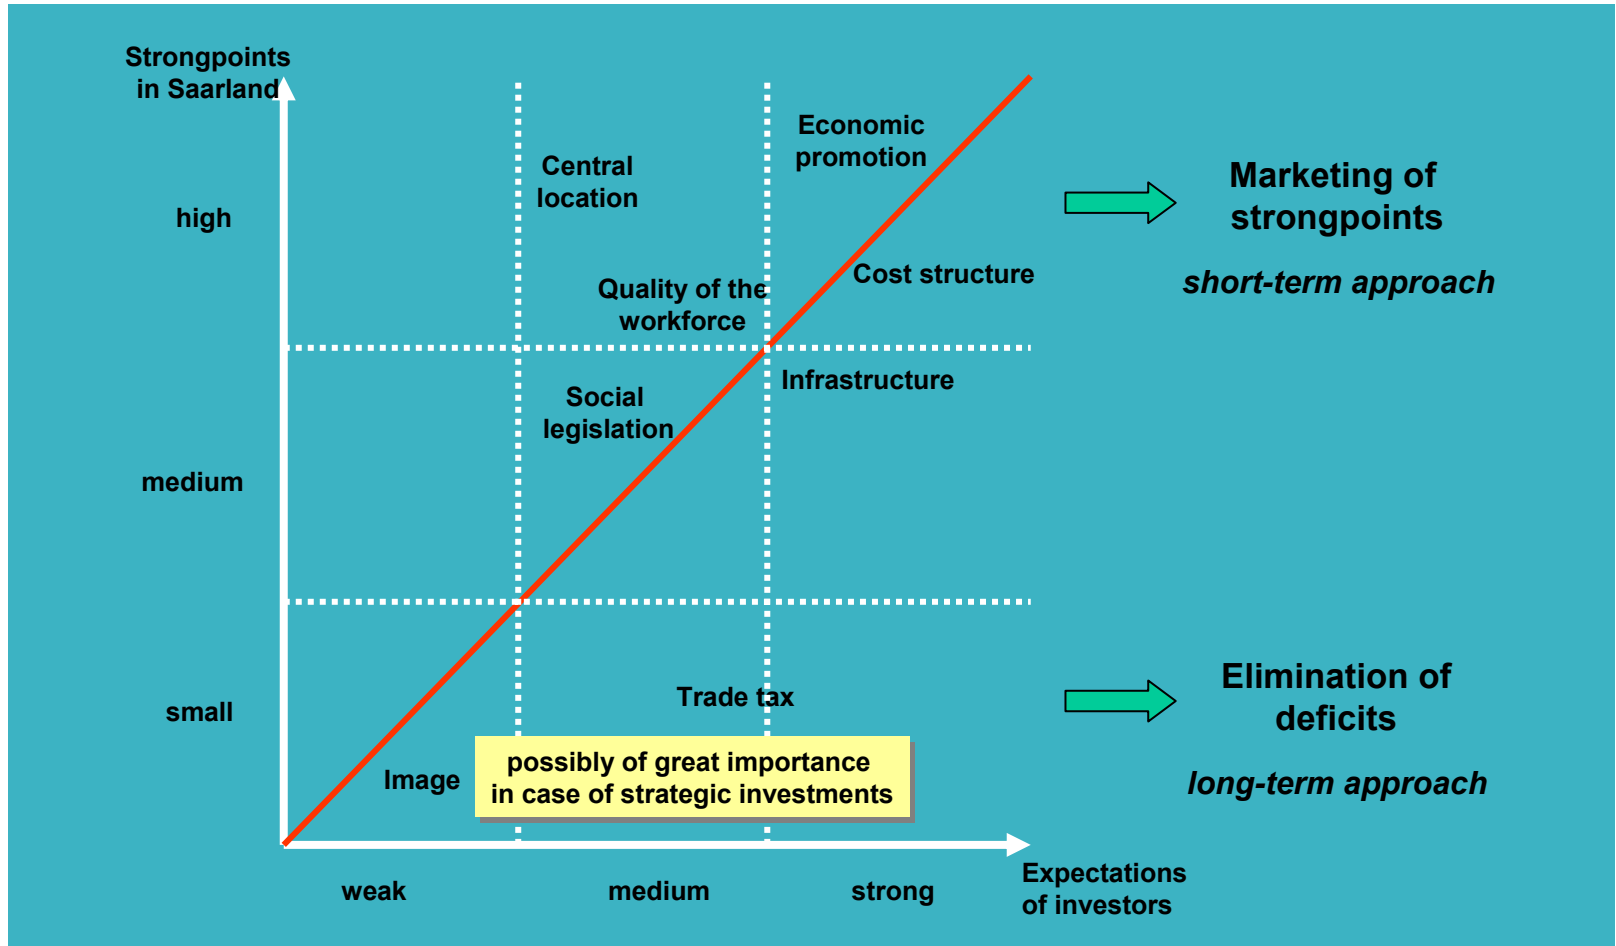 Strongpoints
in Saarland
Economic
promotion
Central
location
Marketing of
strongpoints
high
short-term approach
Cost structure
Quality of the
workforce
Infrastructure
Social
legislation
medium
Elimination of
deficits
small
Trade tax
possibly of great importance
in case of strategic investments
Image
long-term approach
Expectations
of investors
weak
medium
strong